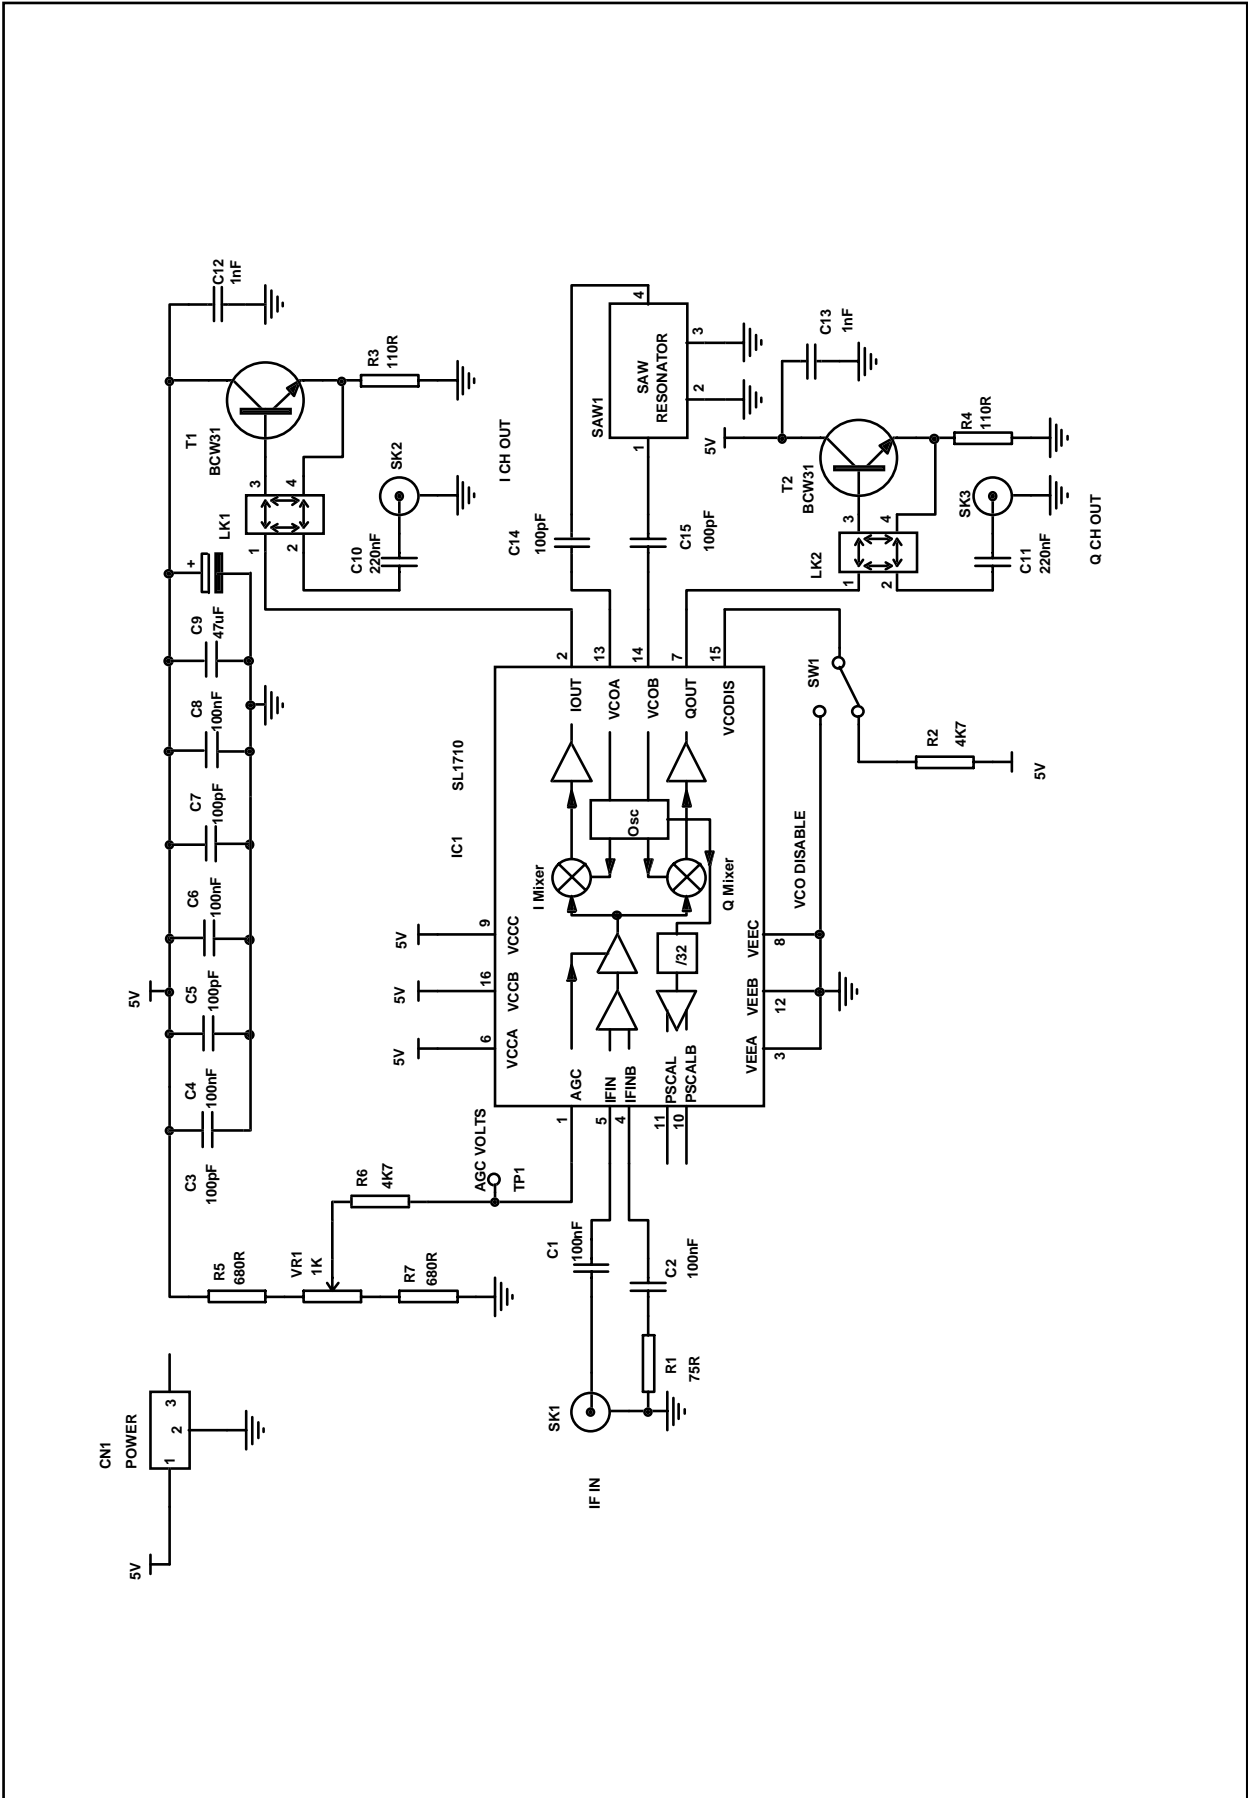 CN1
POWER
5V
1
2
3
5V
C3
100pF
C4
100nF
C5
100pF
C6
100nF
C7
100pF
C8
100nF
C9
47uF
+
C12
1nF
R5
680R
VR1
1K
R7
680R
R6
4K7
AGC VOLTS
TP1
LK1
1
2
3
4
T1
BCW31
R3
110R
C10
220nF
SK2
I CH OUT
IF IN
SK1
C1
100nF
R1
75R
C2
100nF
IC1
SL1710
5V
5V
5V
6
16
9
VCCA
VCCB
VCCC
1
AGC
5
IFIN
4
IFINB
11
PSCAL
10
PSCALB
I Mixer
Osc
Q Mixer
/32
IOUT
2
VCOA
13
VCOB
14
QOUT
7
VCODIS
15
VEEA
VEEB
VEEC
3
12
8
C14
100pF
C15
100pF
SAW1
SAW
RESONATOR
1
2
3
4
VCO DISABLE
SW1
R2
4K7
5V
LK2
1
2
3
4
T2
BCW31
5V
C13
1nF
R4
110R
C11
220nF
SK3
Q CH OUT